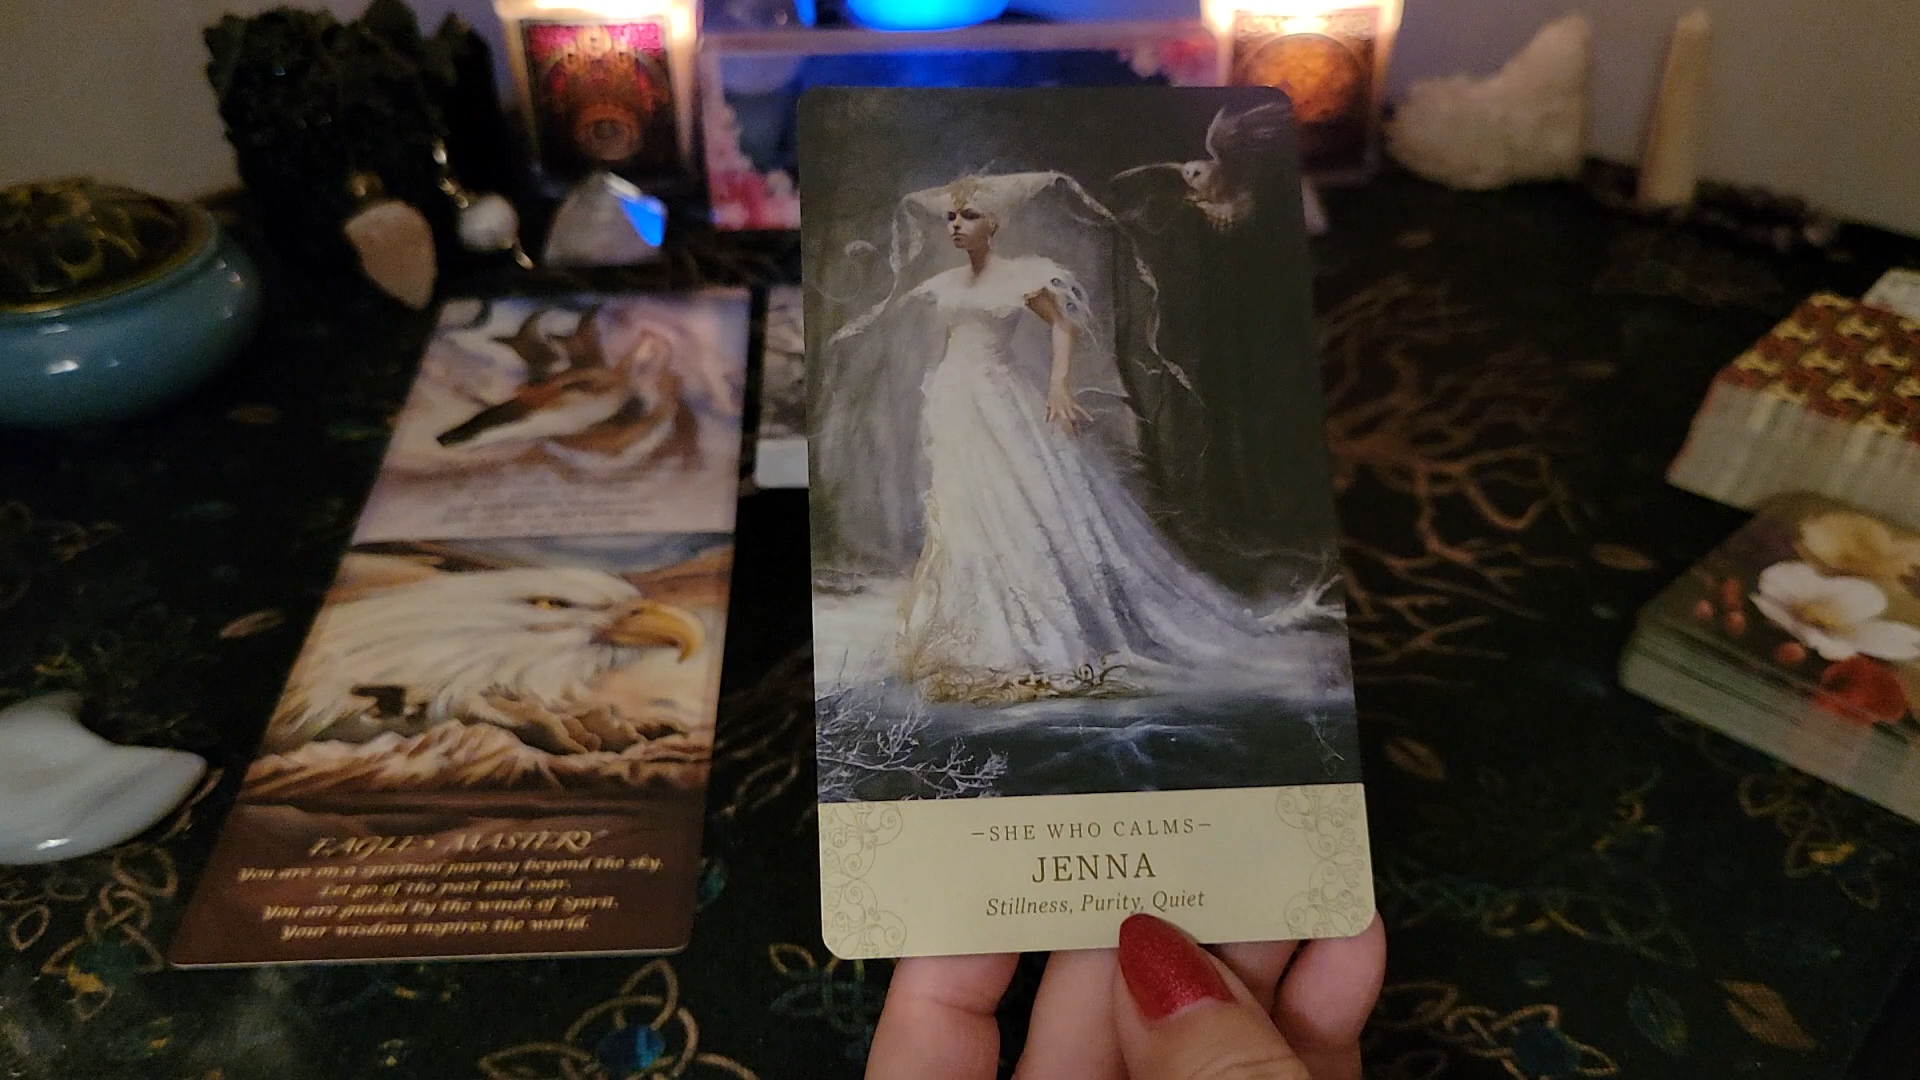 EAGLE • MASTERY
You are on a spiritual journey beyond the sky.
Let go of the past and soar.
You are guided by the winds of Spirit.
Your wisdom inspires the world.
–SHE WHO CALMS–
JENNA
Stillness, Purity, Quiet